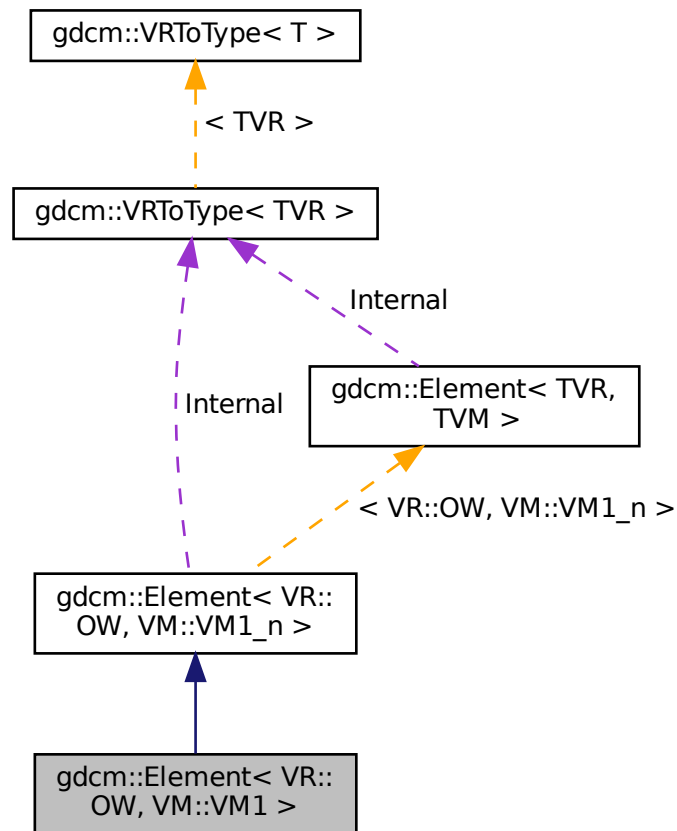 gdcm::VRToType< T >
< TVR >
gdcm::VRToType< TVR >
Internal
gdcm::Element< TVR,
TVM >
Internal
< VR::OW, VM::VM1_n >
gdcm::Element< VR::
OW, VM::VM1_n >
gdcm::Element< VR::
OW, VM::VM1 >